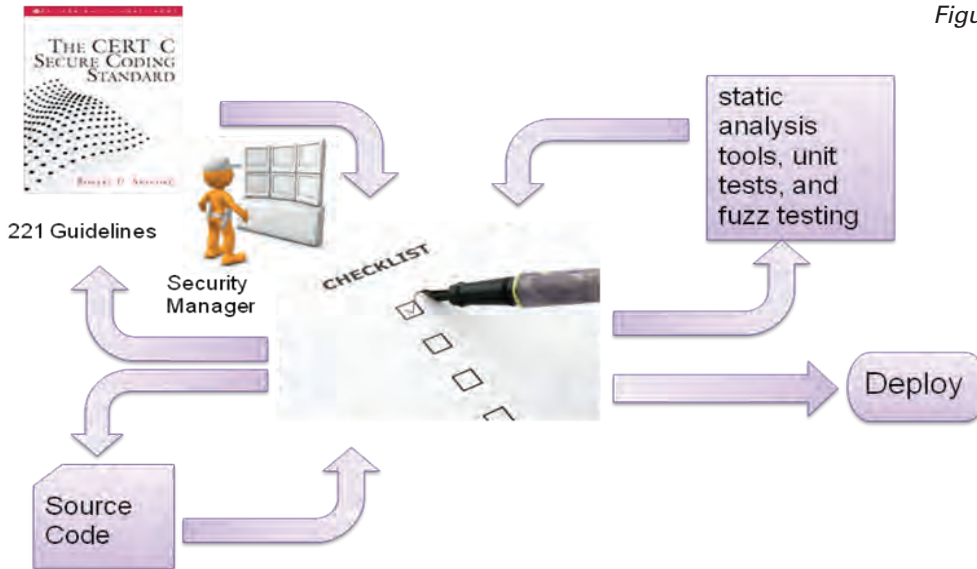 Figu
THE CERT C
SECURE CODING
STANDARD
static
analysis
tools, unit
tests, and
fuzz testing
221 Guidelines
Security
Manager
CHECKLIST
Deploy
Source
Code